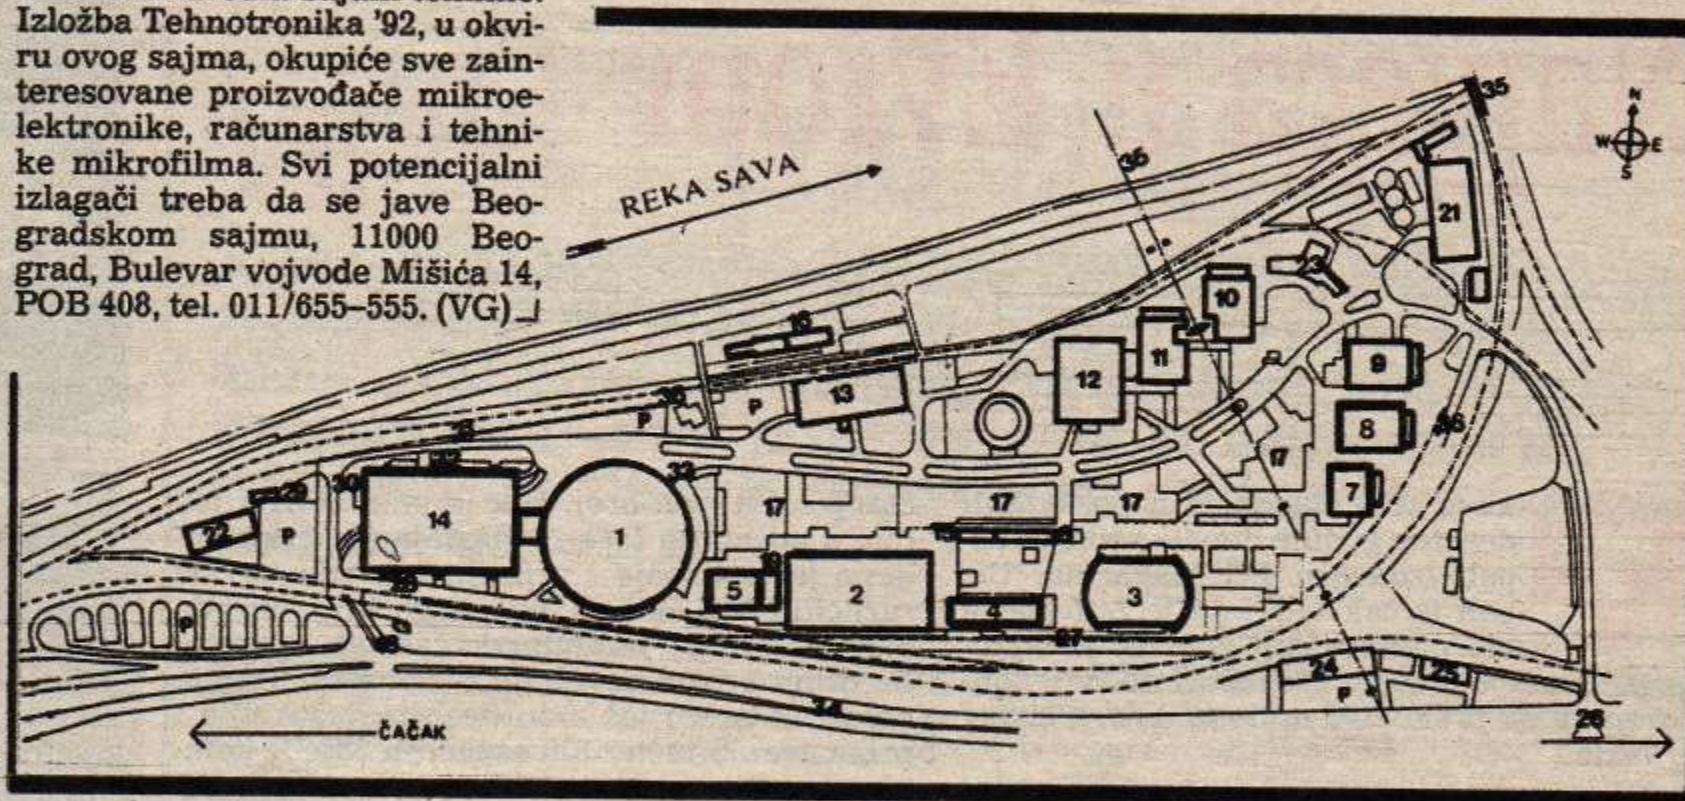 Izložba Tehnotronika '92, u okvi-
ru ovog sajma, okupiće sve zain-
teresovane proizvođače mikroe-
lektronike, računarstva i tehni-
ke mikrofilma. Svi potencijalni
izlagači treba da se jave Beo-
gradskom sajmu, 11000 Beo-
grad, Bulevar vojvode Mišića 14,
POB 408, tel. 011/655–555. (VG)
REKA SAVA
35
N
W E
S
35
21
10
11
9
12
13
P
P
8
17
7
14
1
17
17
17
22
P
5
2
4
3
P
27
24
25
P
34
26
ČAČAK